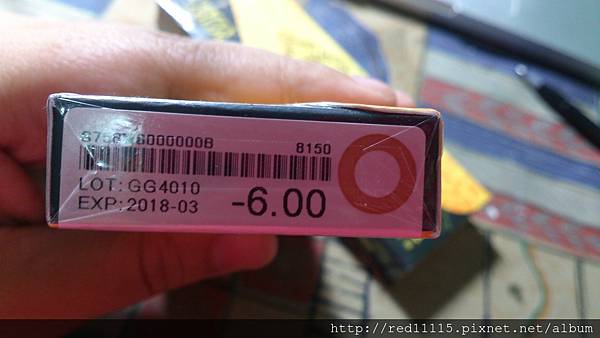 8150
LOT: GG4010
EXP: 2018-03
-6.00
http://red11115.pixnet.net/album